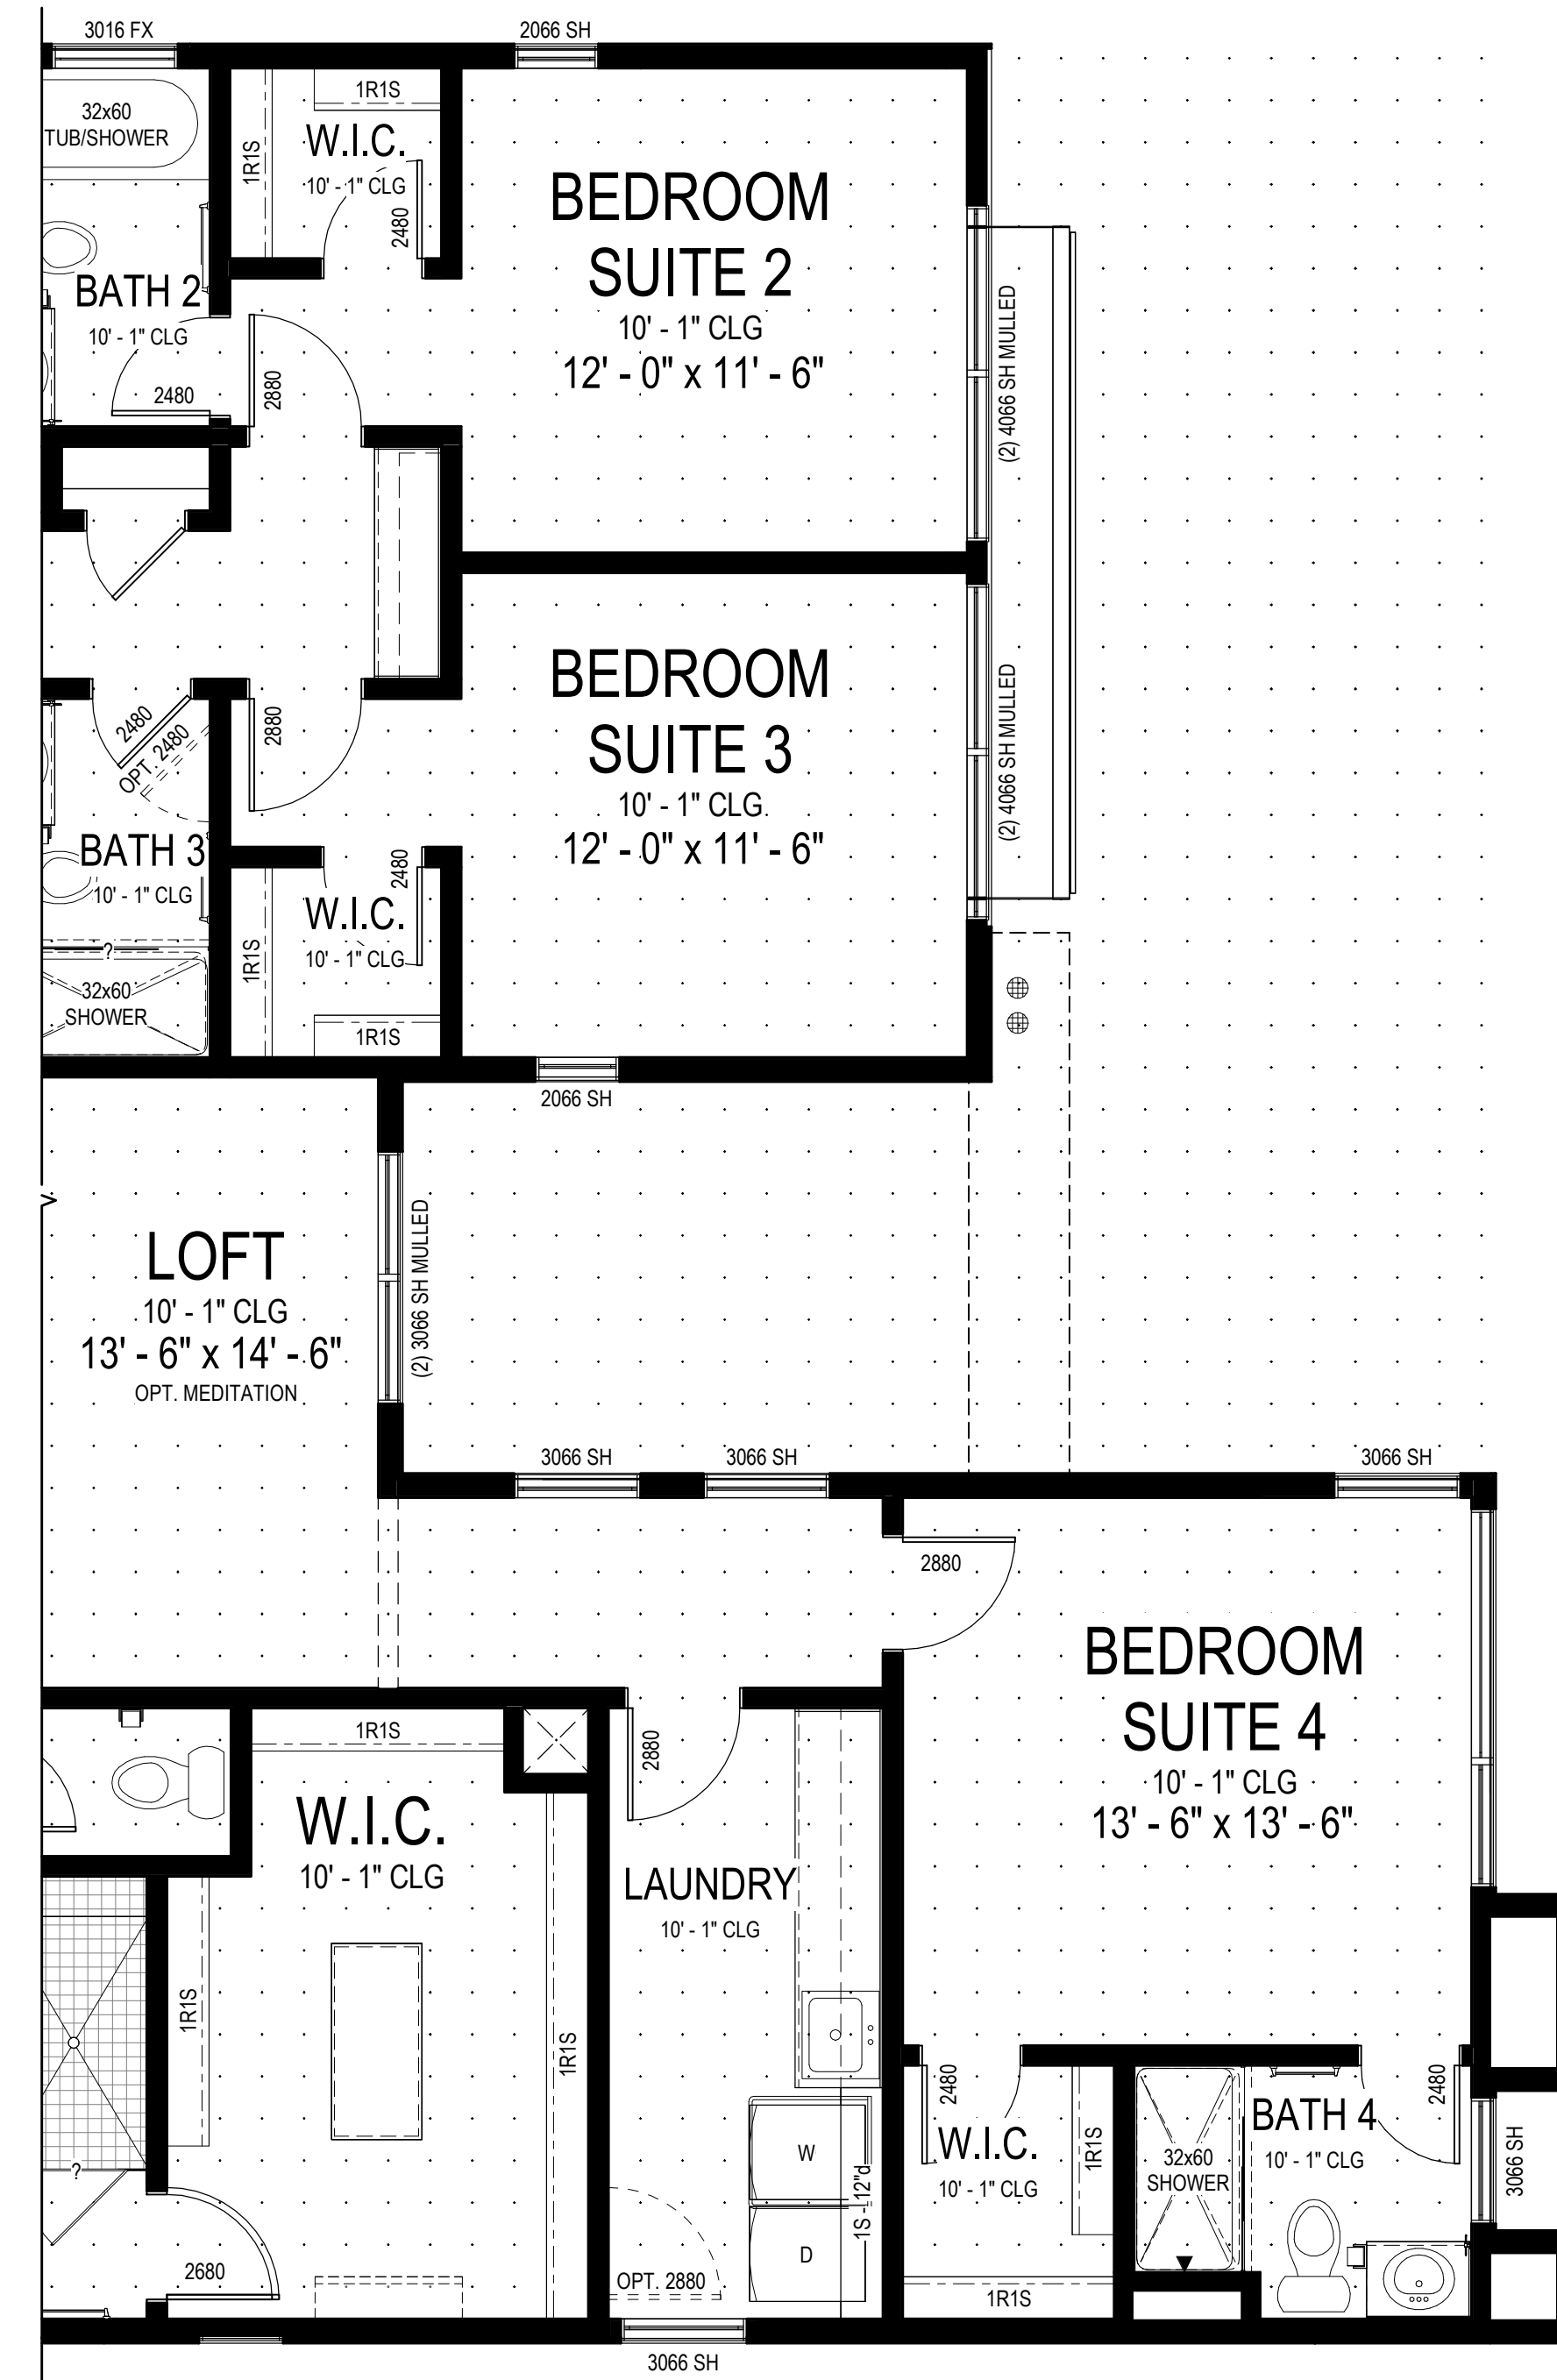 3016 FX
2066 SH
32x60
TUB/SHOWER
1R1S
1R1S
W.I.C.
10' - 1" CLG
2480
BEDROOM
SUITE 2
10' - 1" CLG
12' - 0" x 11' - 6"
BATH 2
10' - 1" CLG
2480
2880
(2) 4066 SH MULLED
2480
OPT. 2480
2880
BEDROOM
SUITE 3
10' - 1" CLG
12' - 0" x 11' - 6"
(2) 4066 SH MULLED
BATH 3
10' - 1" CLG
2480
W.I.C.
10' - 1" CLG
1R1S
1R1S
?
32x60
SHOWER
2066 SH
LOFT
10' - 1" CLG
13' - 6" x 14' - 6"
OPT. MEDITATION
(2) 3066 SH MULLED
3066 SH
3066 SH
3066 SH
2880
BEDROOM
SUITE 4
10' - 1" CLG
13' - 6" x 13' - 6"
1R1S
2880
W.I.C.
10' - 1" CLG
LAUNDRY
10' - 1" CLG
1R1S
1R1S
?
2680
W
D
1S - 12"d
OPT. 2880
3066 SH
2480
W.I.C.
10' - 1" CLG
1R1S
1R1S
32x60
SHOWER
BATH 4
10' - 1" CLG
2480
3066 SH